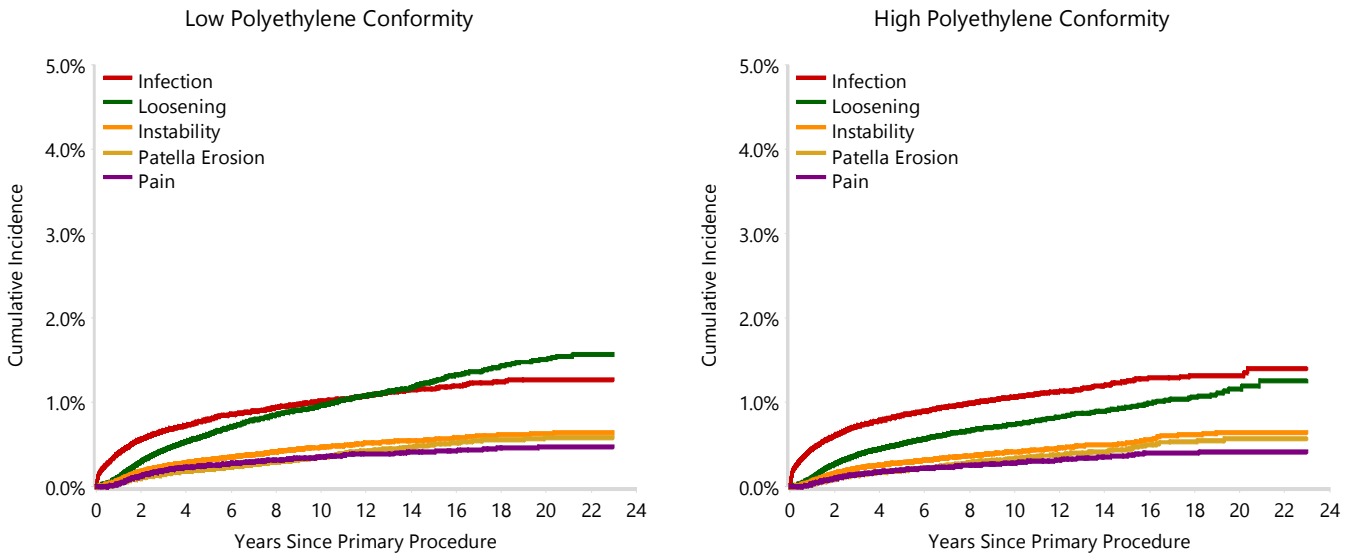 Low Polyethylene Conformity
5.0%
4.0%
3.0%
2.0%
1.0%
0.0%
Cumulative Incidence
Infection
Loosening
Instability
Patella Erosion
Pain
0 2 4 6 8 10 12 14 16 18 20 22 24
Years Since Primary Procedure
High Polyethylene Conformity
5.0%
4.0%
3.0%
2.0%
1.0%
0.0%
Cumulative Incidence
Infection
Loosening
Instability
Patella Erosion
Pain
0 2 4 6 8 10 12 14 16 18 20 22 24
Years Since Primary Procedure